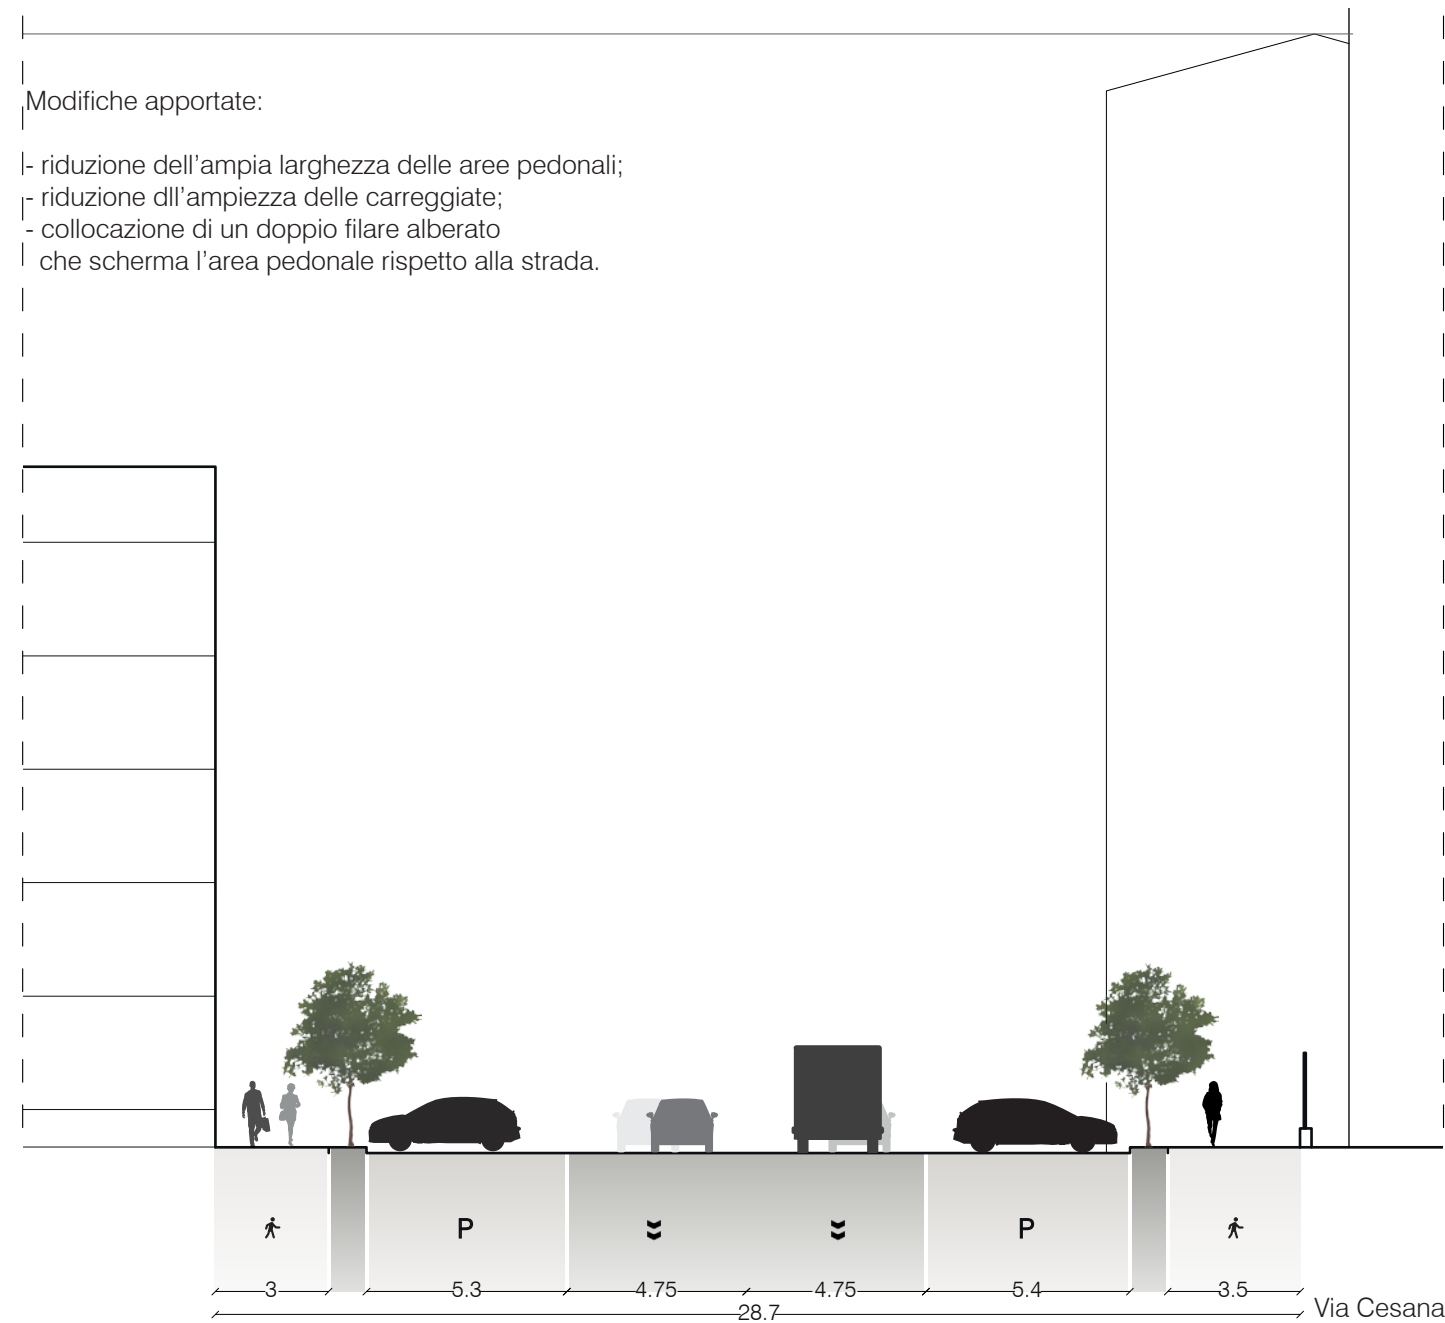 Modifiche apportate:
- riduzione dell’ampia larghezza delle aree pedonali;
- riduzione dll’ampiezza delle carreggiate;
- collocazione di un doppio filare alberato
che scherma l’area pedonale rispetto alla strada.
P P
3 5.3 4.75 4.75 5.4 3.5
28.7
Via Cesana